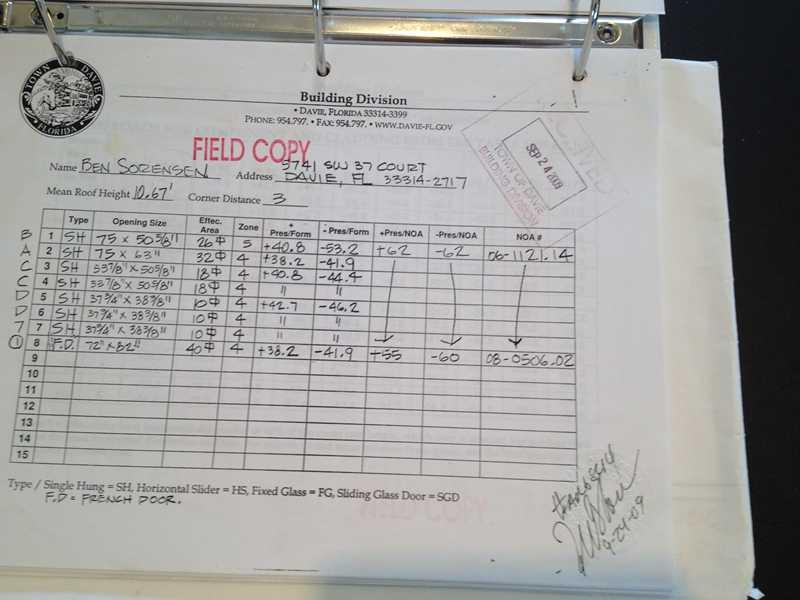 TOWN OF DAVIE
FLORIDA
Building Division
• DAVIE, FLORIDA 33314-3399
PHONE: 954.797. • FAX: 954.797. • WWW.DAVIE-FL.GOV
FIELD COPY
SEP 24 2009
TOWN OF DAVIE
BUILDING DIVISION
Name BEN SORENSEN Address 5741 SW 37 COURT
DAVIE, FL 33314-2717
Mean Roof Height 10.67' Corner Distance 3
Type Opening Size Effec. Area Zone + Pres/Form - Pres/Form +Pres/NOA -Pres/NOA NOA #
B 1 SH 75 x 50 5/8" 26 5 +40.8 -53.2 +62 -62 06-1121.14
A 2 SH 75 x 63" 32 4 +38.2 -41.9
C 3 SH 53 7/8" x 50 5/8" 18 4 +40.8 -44.4
C 4 SH 53 7/8" x 50 5/8" 18 4 " "
D 5 SH 37 3/4" x 38 3/8" 10 4 +42.7 -46.2
D 6 SH 37 3/4" x 38 3/8" 10 4 " "
7 7 SH 37 3/4" x 38 3/8" 10 4 " "
1 8 F.D. 72" x 82" 40 4 +38.2 -41.9 +55 -60 08-0506.02
9
10
11
12
13
14
15
Type / Single Hung = SH, Horizontal Slider = HS, Fixed Glass = FG, Sliding Glass Door = SGD
F.D = FRENCH DOOR.
9-24-09